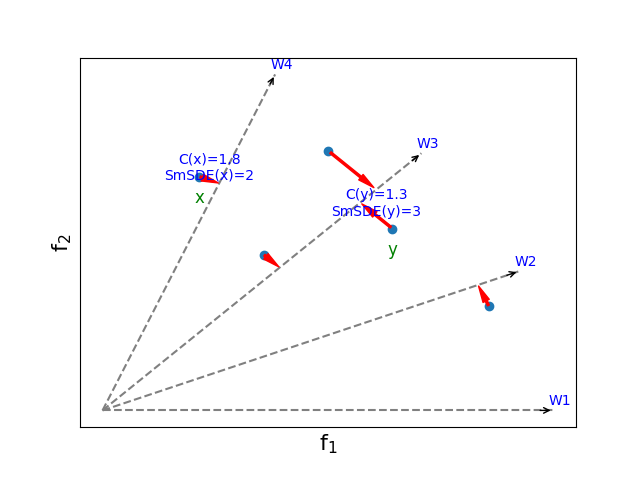 W4
W3
C(x)=1.8
SmSDE(x)=2
x
C(y)=1.3
SmSDE(y)=3
y
W2
W1
f₂
f₁